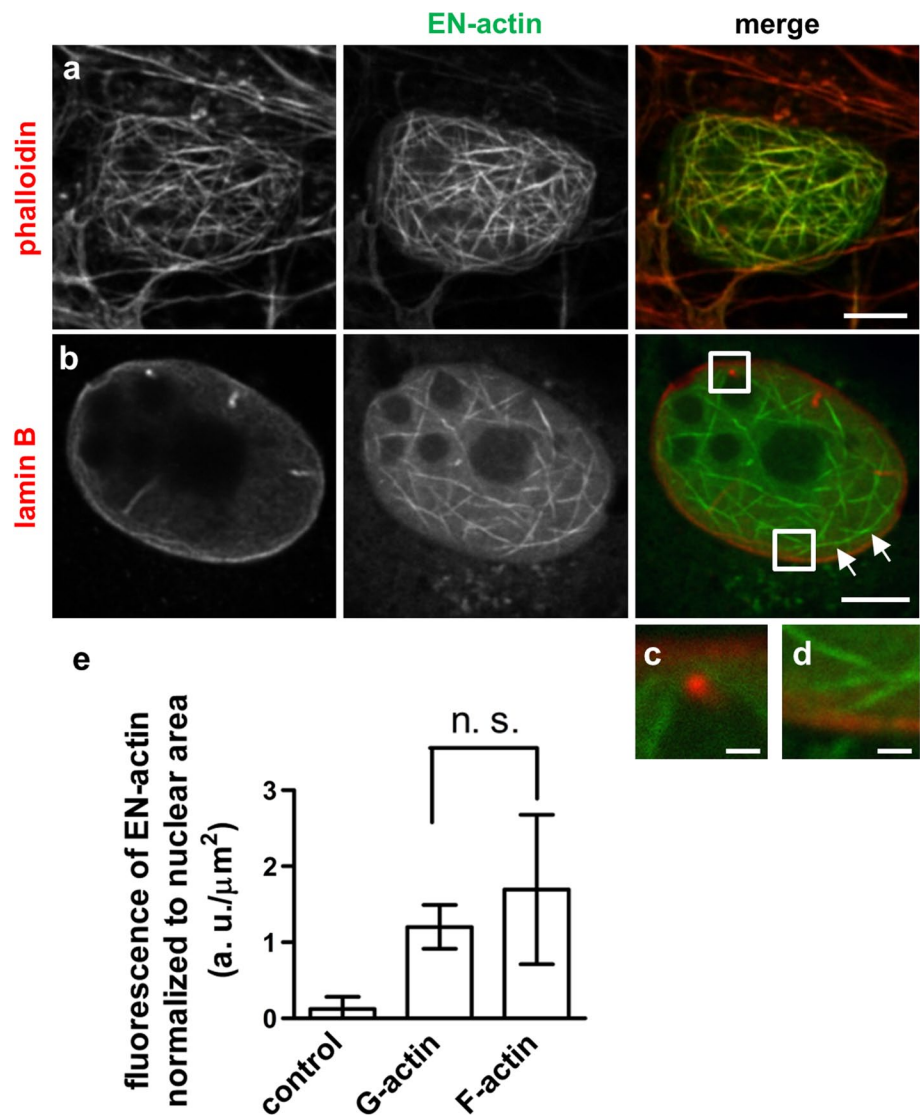 EN-actin
merge
a
phalloidin
b
lamin B
c
d
e
fluorescence of EN-actin
normalized to nuclear area
(a. u./μm²)
n. s.
3
2
1
0
control
G-actin
F-actin